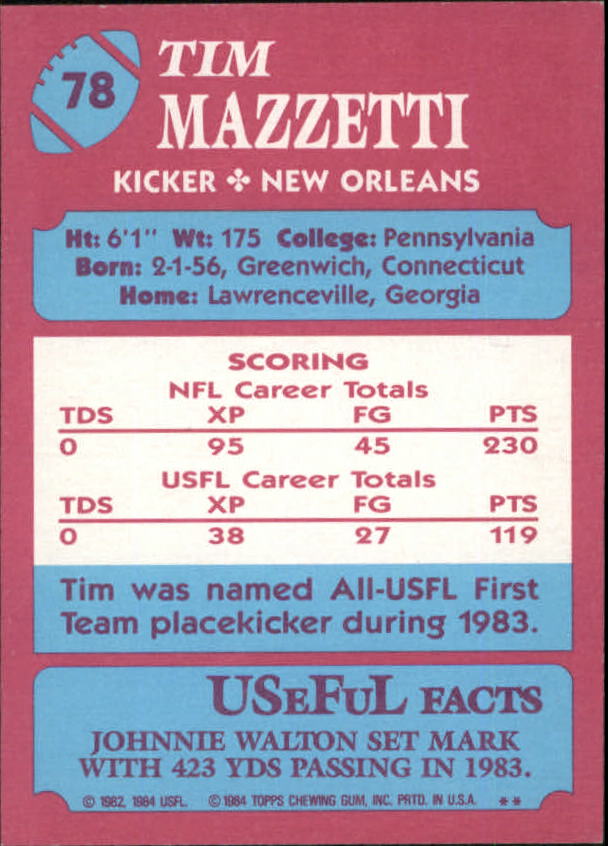 78
TIM
MAZZETTI
KICKER ✤ NEW ORLEANS
Ht: 6'1" Wt: 175 College: Pennsylvania
Born: 2-1-56, Greenwich, Connecticut
Home: Lawrenceville, Georgia
SCORING
NFL Career Totals
TDS XP FG PTS
0 95 45 230
USFL Career Totals
TDS XP FG PTS
0 38 27 119
Tim was named All-USFL First
Team placekicker during 1983.
USEFUL FACTS
JOHNNIE WALTON SET MARK
WITH 423 YDS PASSING IN 1983.
© 1982, 1984 USFL. © 1984 TOPPS CHEWING GUM, INC. PRTD. IN U.S.A. **